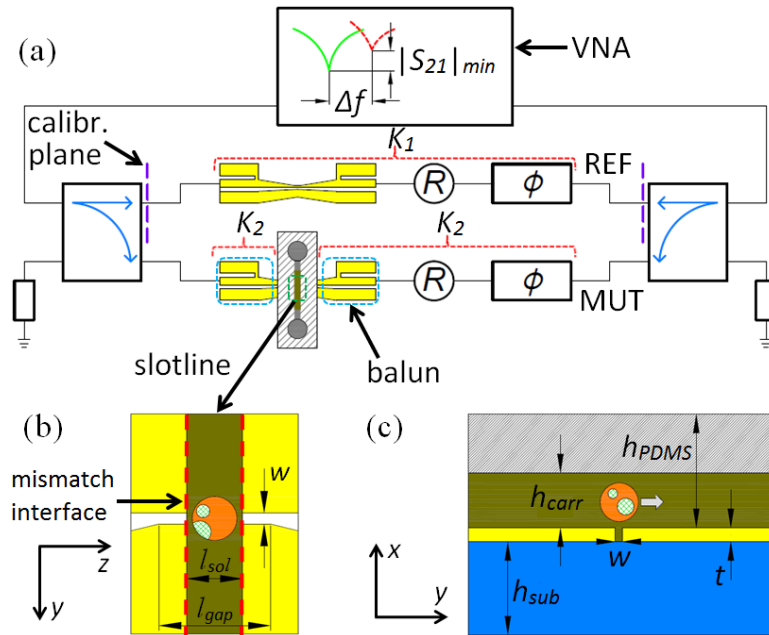 (a)
VNA
|S21|min
Δf
calibr.
plane
K1
REF
R
ϕ
K2
K2
R
ϕ
MUT
slotline
balun
(b)
(c)
mismatch
interface
w
z
y
lsol
lgap
hPDMS
hcarr
w
t
x
y
hsub